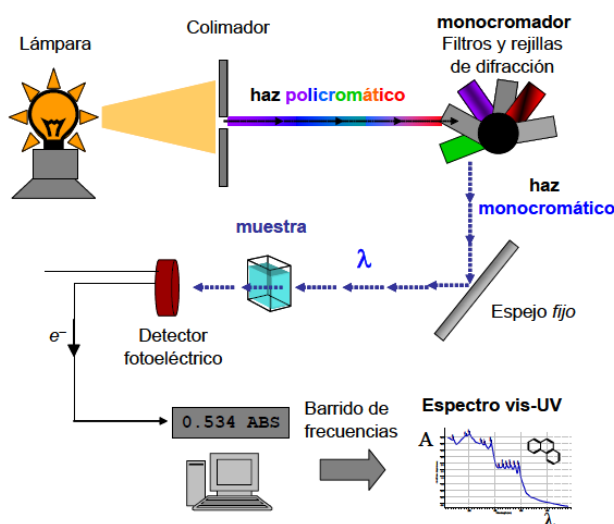 Lámpara
Colimador
monocromador
Filtros y rejillas
de difracción
haz policromático
haz
monocromático
muestra
λ
Espejo fijo
Detector
fotoeléctrico
e–
0.534 ABS
Barrido de
frecuencias
Espectro vis-UV
A
λ